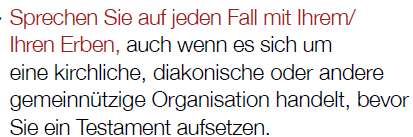 · Sprechen Sie auf jeden Fall mit Ihrem/
Ihren Erben, auch wenn es sich um
eine kirchliche, diakonische oder andere
gemeinnützige Organisation handelt, bevor
Sie ein Testament aufsetzen.